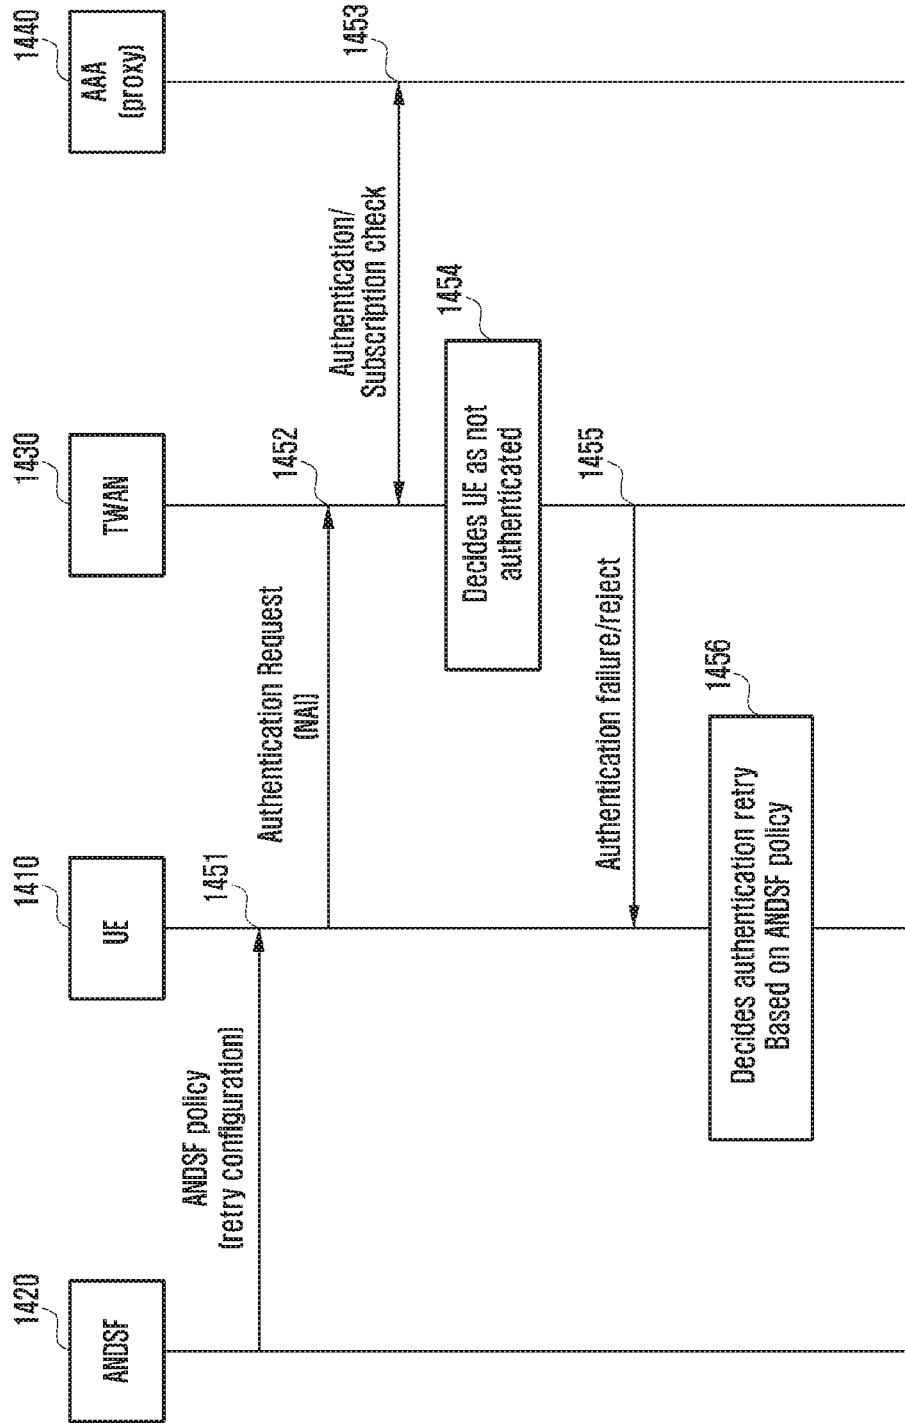 1420
ANDSF
1410
UE
1430
TWAN
1440
AAA
(proxy)
ANDSF policy
(retry configuration)
1451
Authentication Request
(NAI)
1452
Authentication/
Subscription check
1453
1454
Decides UE as not
authenticated
Authentication failure/reject
1455
1456
Decides authentication retry
Based on ANDSF policy